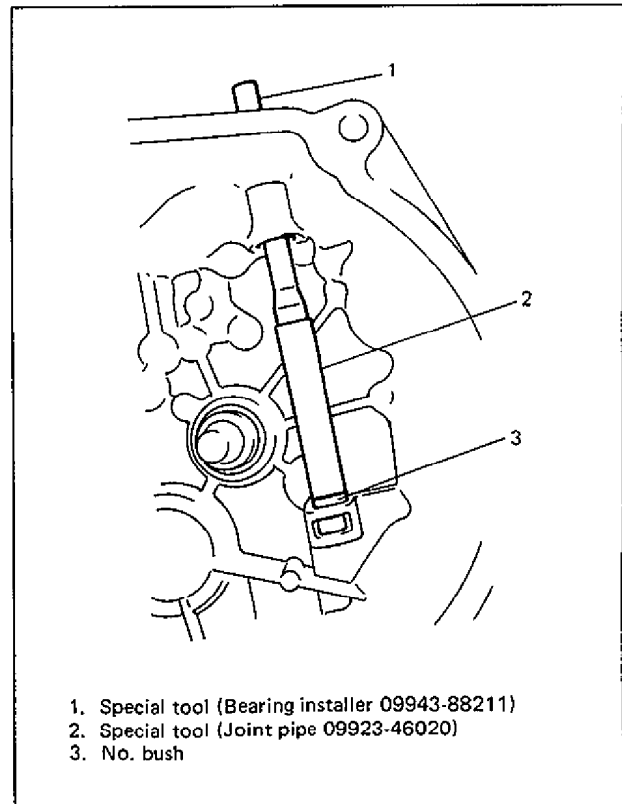 1
2
3
1. Special tool (Bearing installer 09943-88211)
2. Special tool (Joint pipe 09923-46020)
3. No. bush